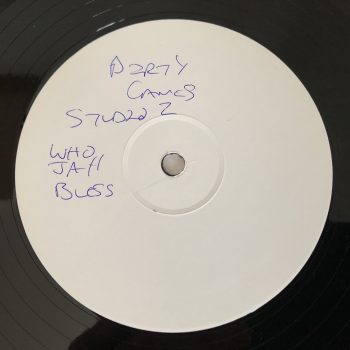 DIRTY
GAMES
STUDIO 2
WHO
JAH
BLESS